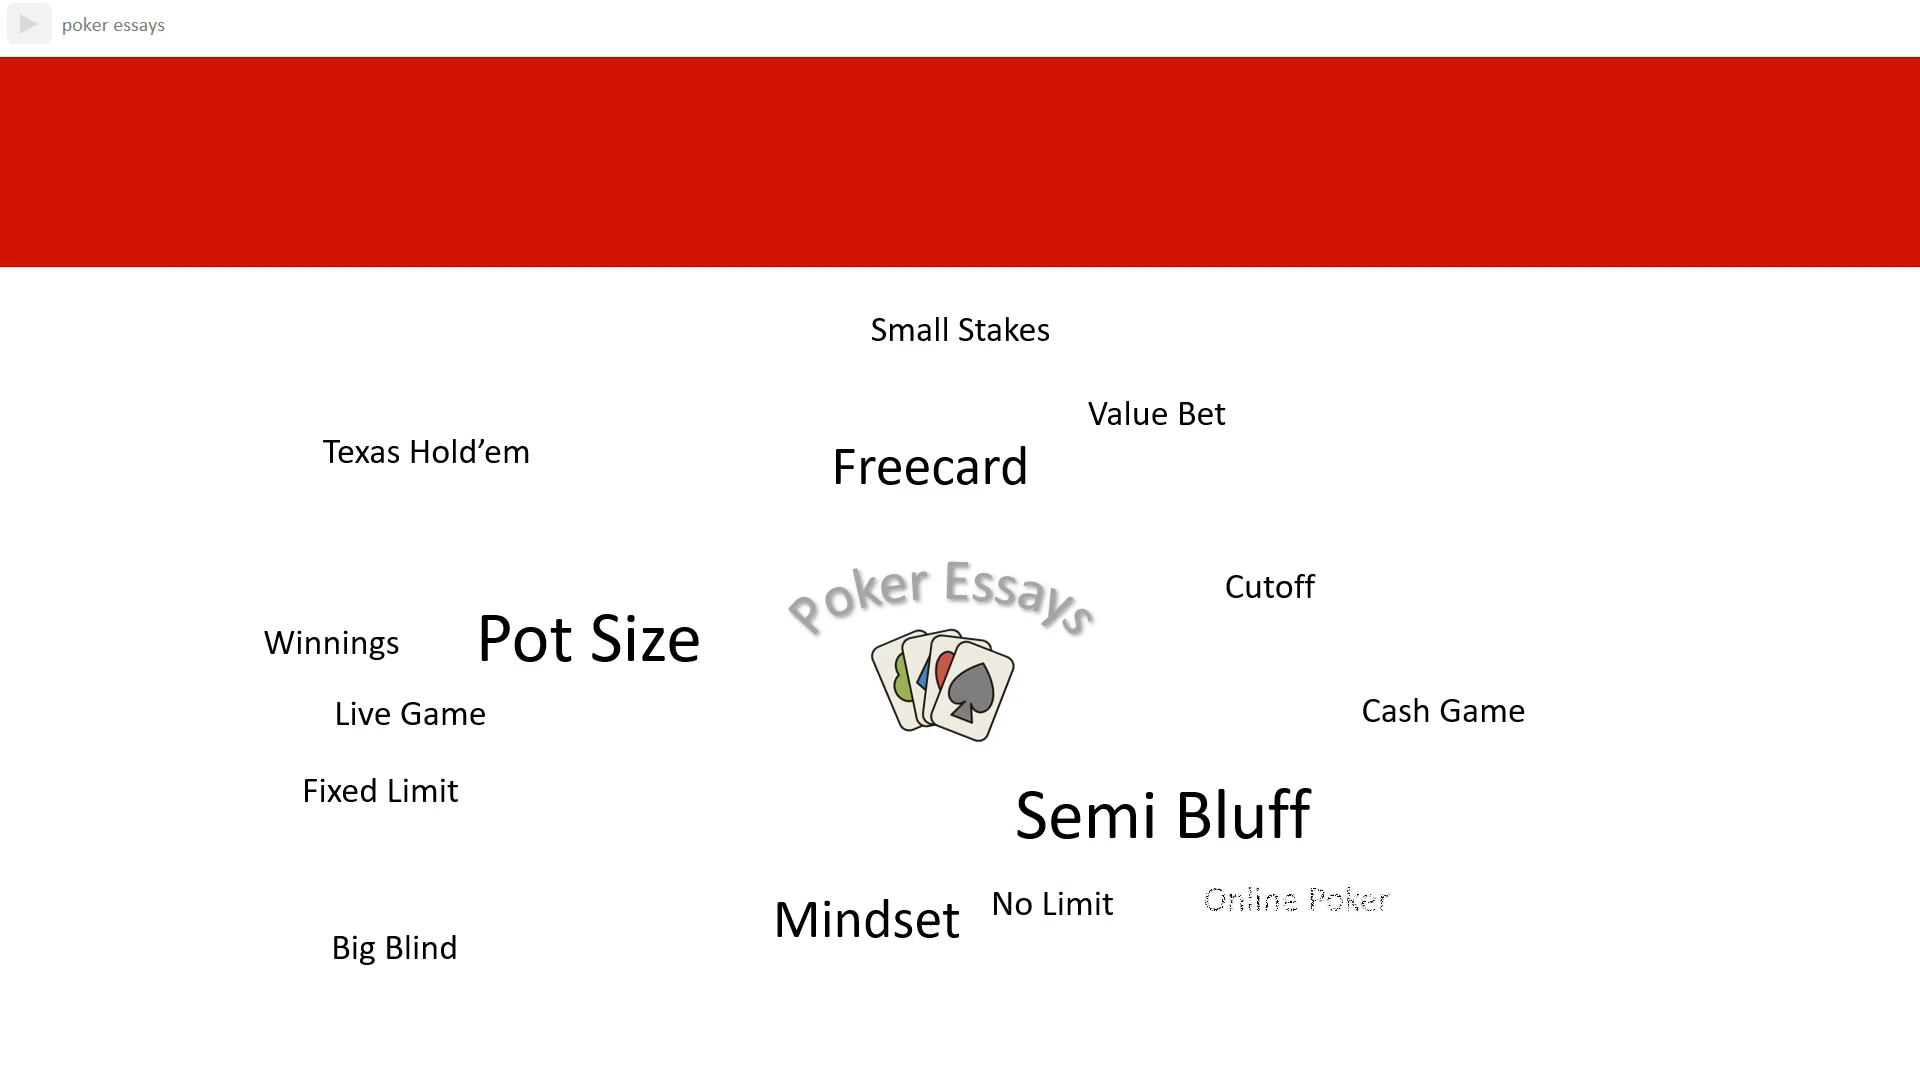 poker essays
Small Stakes
Value Bet
Texas Hold’em
Freecard
Poker Essays
Cutoff
Winnings
Pot Size
Live Game
Cash Game
Fixed Limit
Semi Bluff
Online Poker
No Limit
Mindset
Big Blind